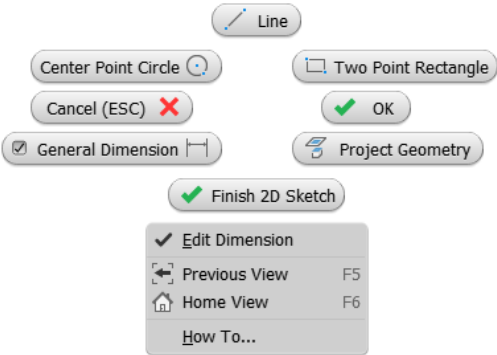 Line
Center Point Circle
Two Point Rectangle
Cancel (ESC)
OK
General Dimension
Project Geometry
Finish 2D Sketch
Edit Dimension
Previous View F5
Home View F6
How To...